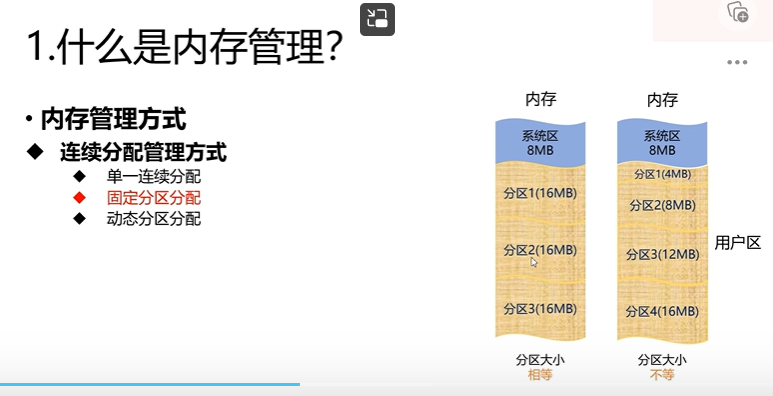 1.什么是内存管理？
• 内存管理方式
◆ 连续分配管理方式
◆ 单一连续分配
◆ 固定分区分配
◆ 动态分区分配
内存
系统区
8MB
分区1(16MB)
分区2(16MB)
分区3(16MB)
分区大小
相等
内存
系统区
8MB
分区1(4MB)
分区2(8MB)
分区3(12MB)
分区4(16MB)
分区大小
不等
用户区